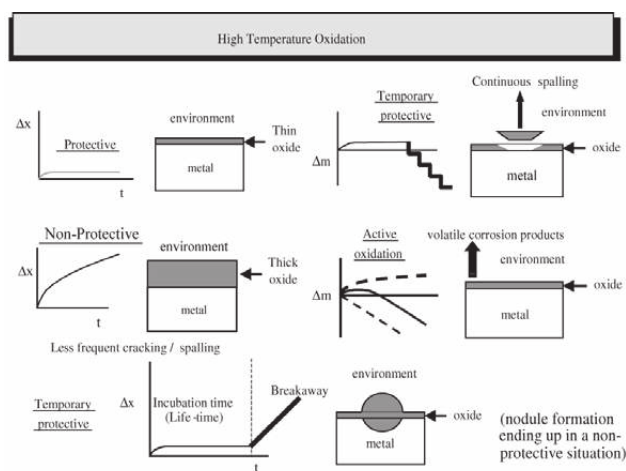 High Temperature Oxidation
Δx
Protective
t
environment
Thin
oxide
metal
Temporary
protective
Δm
Continuous spalling
environment
oxide
metal
Non-Protective
Δx
t
environment
Thick
oxide
metal
Active
oxidation
Δm
volatile corrosion products
environment
oxide
metal
Less frequent cracking / spalling
Temporary
protective
Δx
Incubation time
(Life -time)
Breakaway
t
environment
oxide
metal
(nodule formation
ending up in a non-
protective situation)